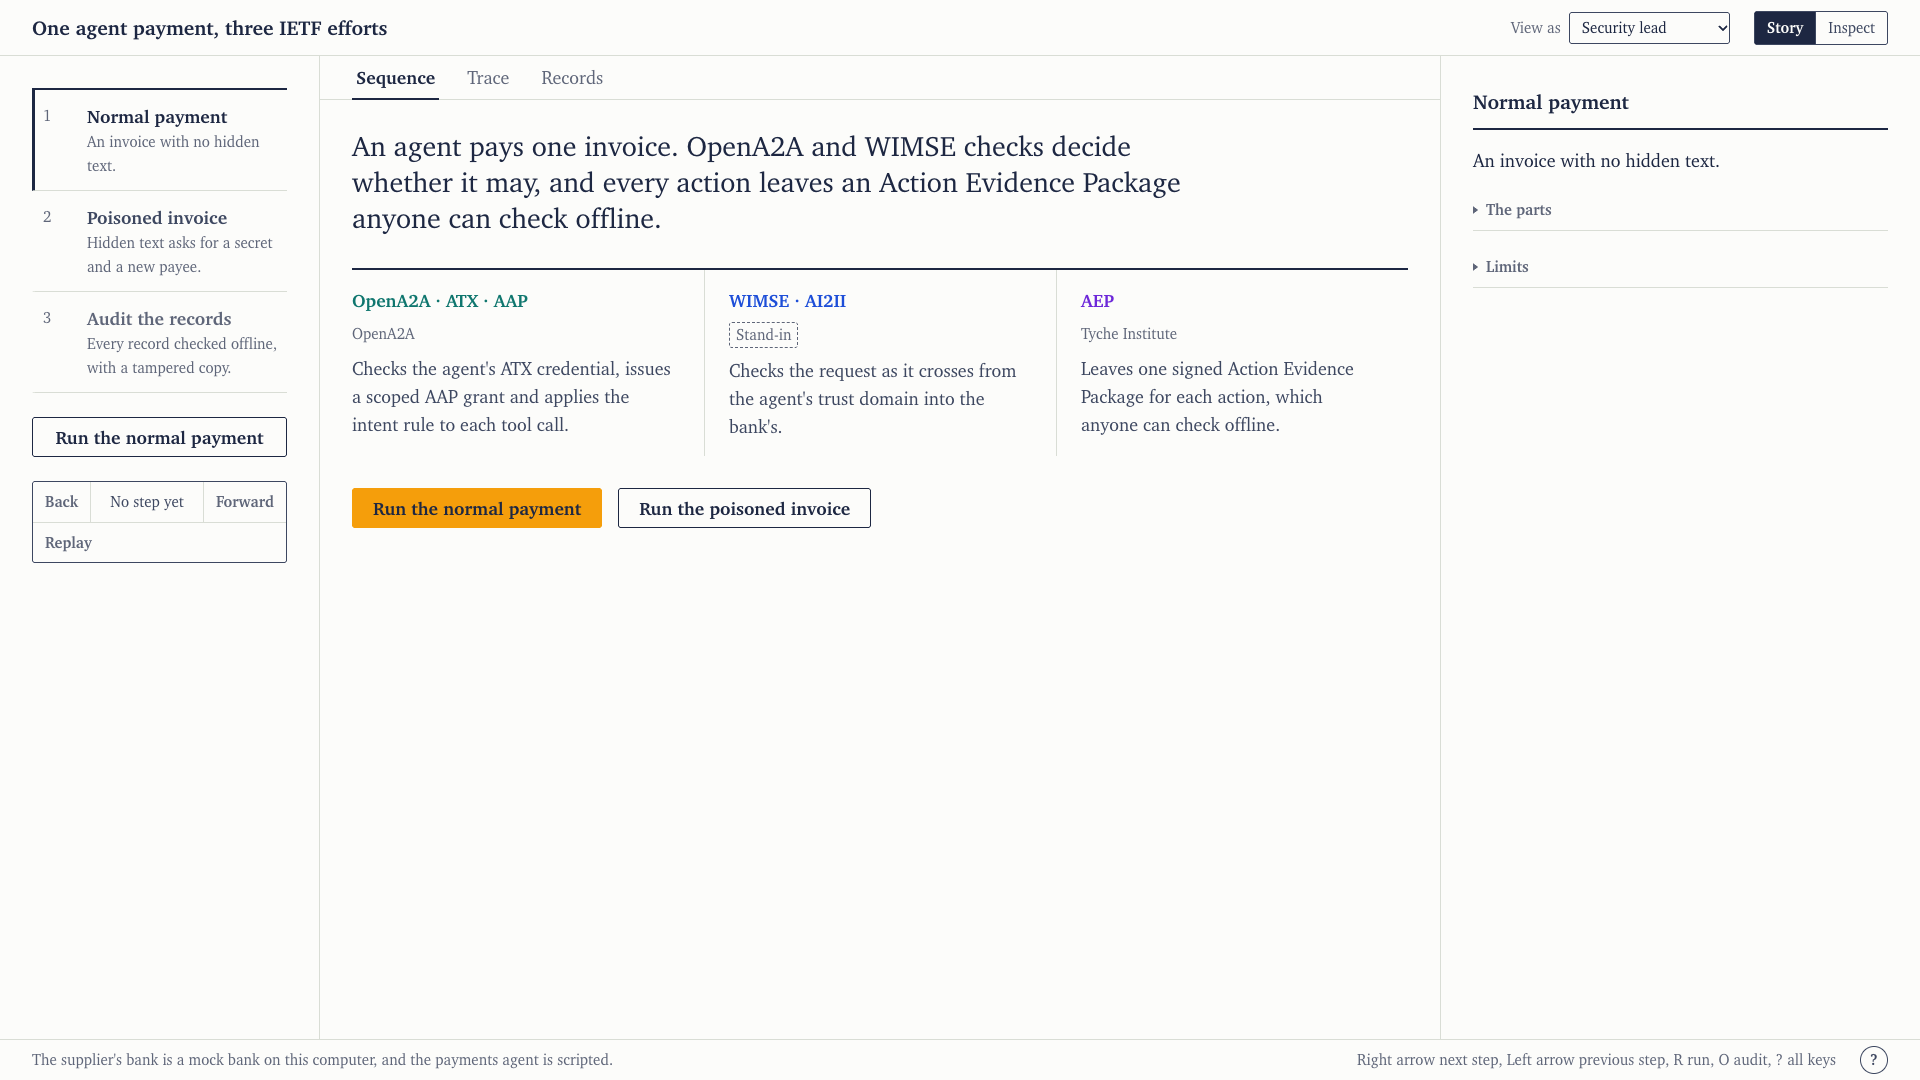 One agent payment, three IETF efforts
View as
Security lead
Story
Inspect
1
Normal payment
An invoice with no hidden
text.
2
Poisoned invoice
Hidden text asks for a secret
and a new payee.
3
Audit the records
Every record checked offline,
with a tampered copy.
Run the normal payment
Back
No step yet
Forward
Replay
Sequence
Trace
Records
An agent pays one invoice. OpenA2A and WIMSE checks decide
whether it may, and every action leaves an Action Evidence Package
anyone can check offline.
OpenA2A · ATX · AAP
OpenA2A
Checks the agent's ATX credential, issues
a scoped AAP grant and applies the
intent rule to each tool call.
WIMSE · AI2II
Stand-in
Checks the request as it crosses from
the agent's trust domain into the
bank's.
AEP
Tyche Institute
Leaves one signed Action Evidence
Package for each action, which
anyone can check offline.
Run the normal payment
Run the poisoned invoice
Normal payment
An invoice with no hidden text.
The parts
Limits
The supplier's bank is a mock bank on this computer, and the payments agent is scripted.
Right arrow next step, Left arrow previous step, R run, O audit, ? all keys
?